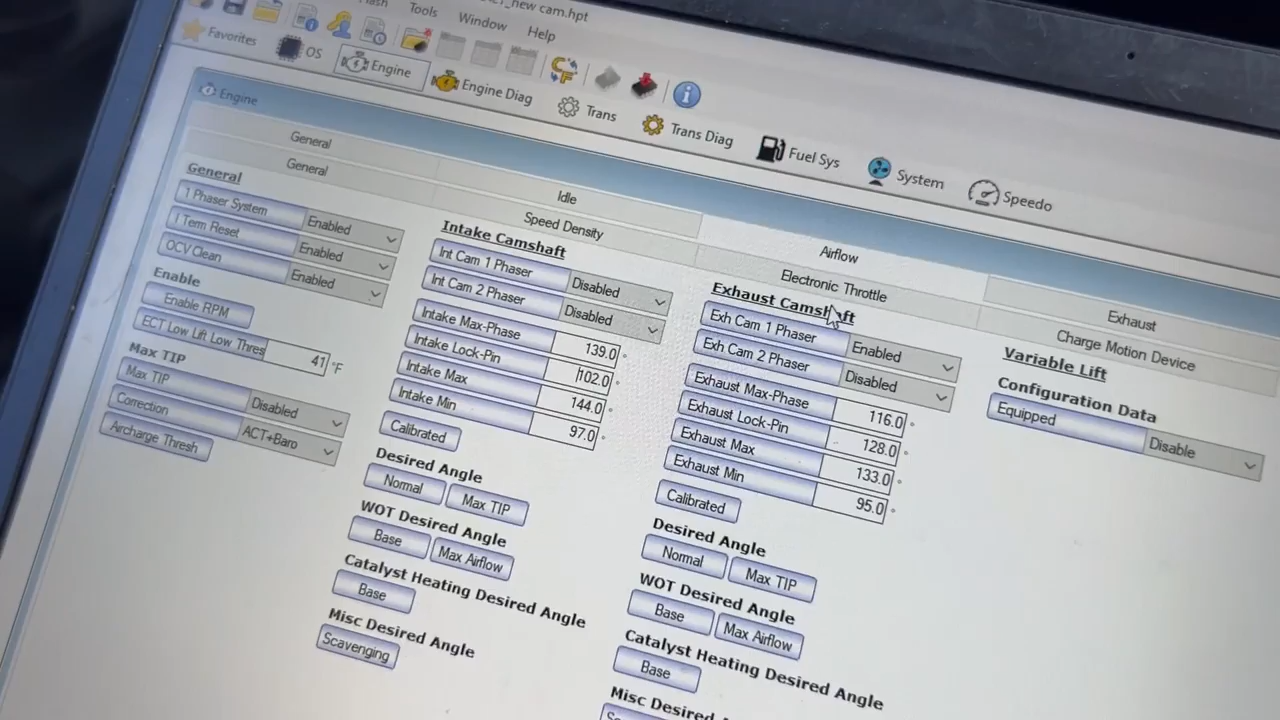 new cam.hpt
Tools Window Help
Favorites OS Engine Engine Diag Trans Trans Diag Fuel Sys System Speedo
Engine
General Idle Airflow Exhaust
General Speed Density Electronic Throttle Charge Motion Device
General
1 Phaser System Enabled
I Term Reset Enabled
OCV Clean Enabled
Enable
Enable RPM
ECT Low Lift Low Thres 41 °F
Max TIP
Max TIP Disabled
Correction ACT+Baro
Aircharge Thresh
Intake Camshaft
Int Cam 1 Phaser Disabled
Int Cam 2 Phaser Disabled
Intake Max-Phase 139.0 °
Intake Lock-Pin 102.0 °
Intake Max 144.0 °
Intake Min 97.0 °
Calibrated
Desired Angle
Normal Max TIP
WOT Desired Angle
Base Max Airflow
Catalyst Heating Desired Angle
Base
Misc Desired Angle
Scavenging
Exhaust Camshaft
Exh Cam 1 Phaser Enabled
Exh Cam 2 Phaser Disabled
Exhaust Max-Phase 116.0 °
Exhaust Lock-Pin 128.0 °
Exhaust Max 133.0 °
Exhaust Min 95.0 °
Calibrated
Desired Angle
Normal Max TIP
WOT Desired Angle
Base Max Airflow
Catalyst Heating Desired Angle
Base
Misc Desired
Variable Lift
Configuration Data
Equipped Disable